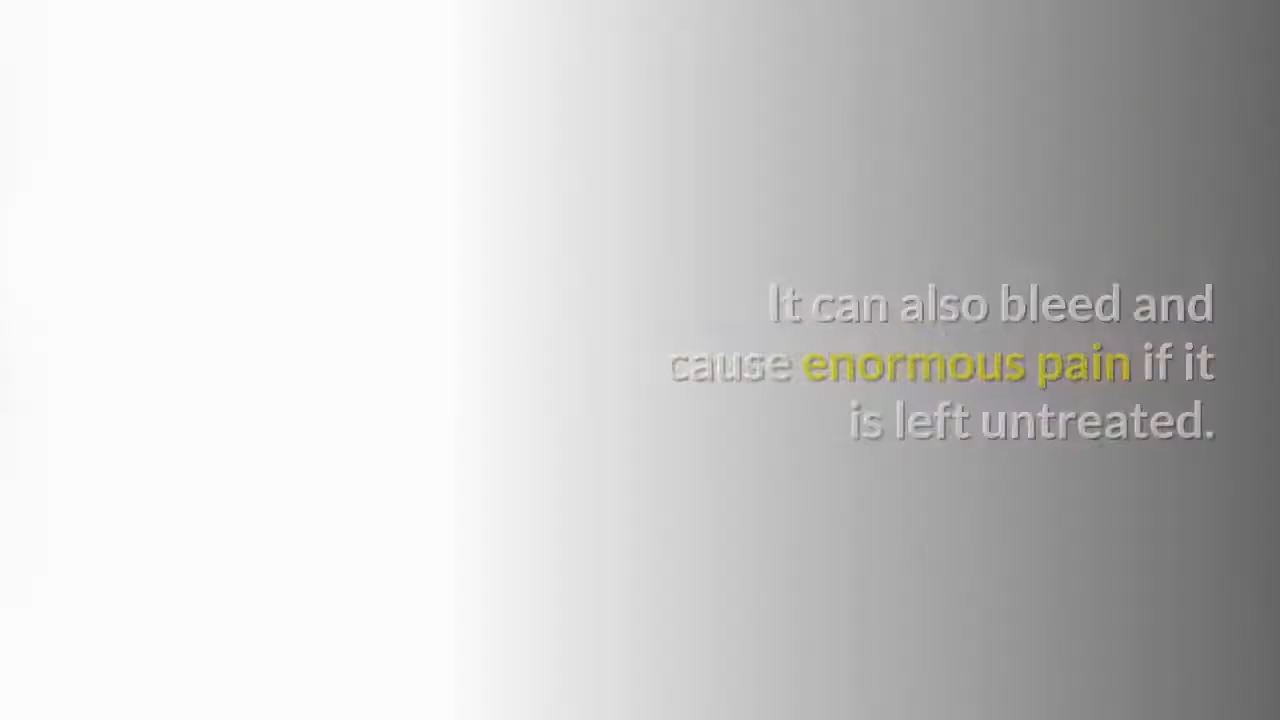 It can also bleed and
cause enormous pain if it
is left untreated.